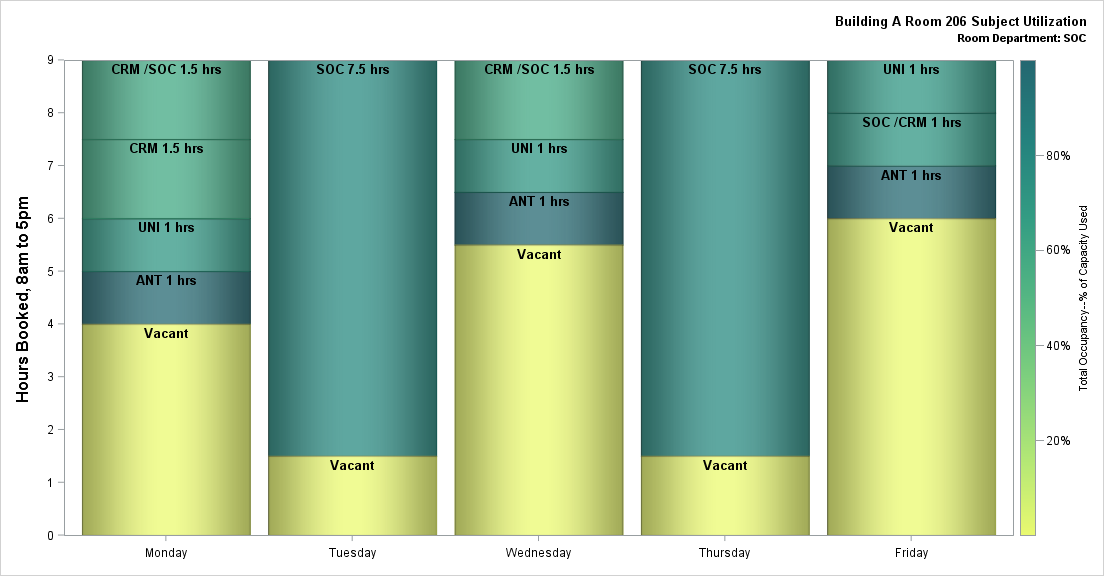 Building A Room 206 Subject Utilization
Room Department: SOC
Hours Booked, 8am to 5pm
9
8
7
6
5
4
3
2
1
0
CRM /SOC 1.5 hrs
CRM 1.5 hrs
UNI 1 hrs
ANT 1 hrs
Vacant
SOC 7.5 hrs
Vacant
CRM /SOC 1.5 hrs
UNI 1 hrs
ANT 1 hrs
Vacant
SOC 7.5 hrs
Vacant
UNI 1 hrs
SOC /CRM 1 hrs
ANT 1 hrs
Vacant
Monday
Tuesday
Wednesday
Thursday
Friday
80%
60%
40%
20%
Total Occupancy--% of Capacity Used